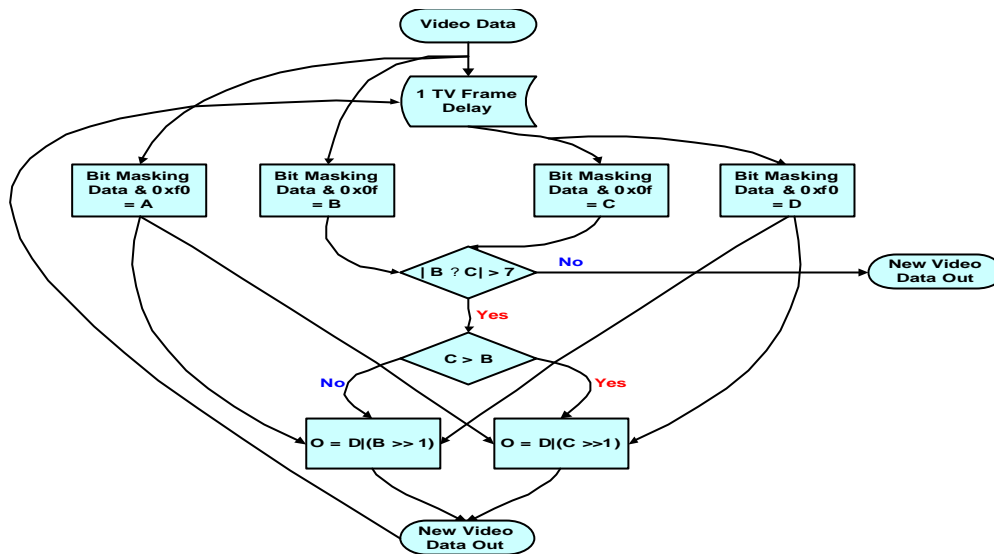 Video Data
1 TV Frame
Delay
Bit Masking
Data & 0xf0
= A
Bit Masking
Data & 0x0f
= B
Bit Masking
Data & 0x0f
= C
Bit Masking
Data & 0xf0
= D
| B ? C| > 7
No
New Video
Data Out
Yes
C > B
No
Yes
O = D|(B >> 1)
O = D|(C >>1)
New Video
Data Out